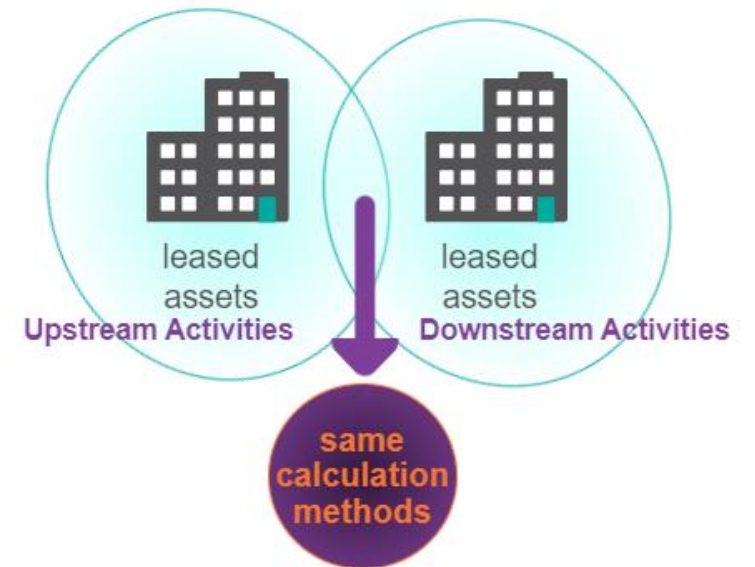 leased
assets
Upstream Activities
leased
assets
Downstream Activities
same
calculation
methods